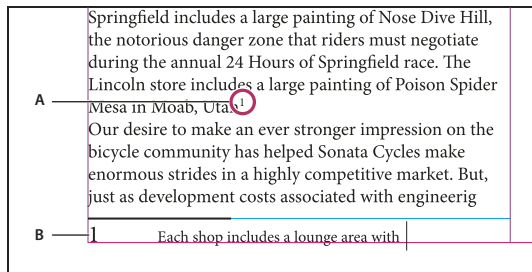 Springfield includes a large painting of Nose Dive Hill,
the notorious danger zone that riders must negotiate
during the annual 24 Hours of Springfield race. The
Lincoln store includes a large painting of Poison Spider
A Mesa in Moab, Utah1
Our desire to make an ever stronger impression on the
bicycle community has helped Sonata Cycles make
enormous strides in a highly competitive market. But,
just as development costs associated with engineerig
B 1 Each shop includes a lounge area with